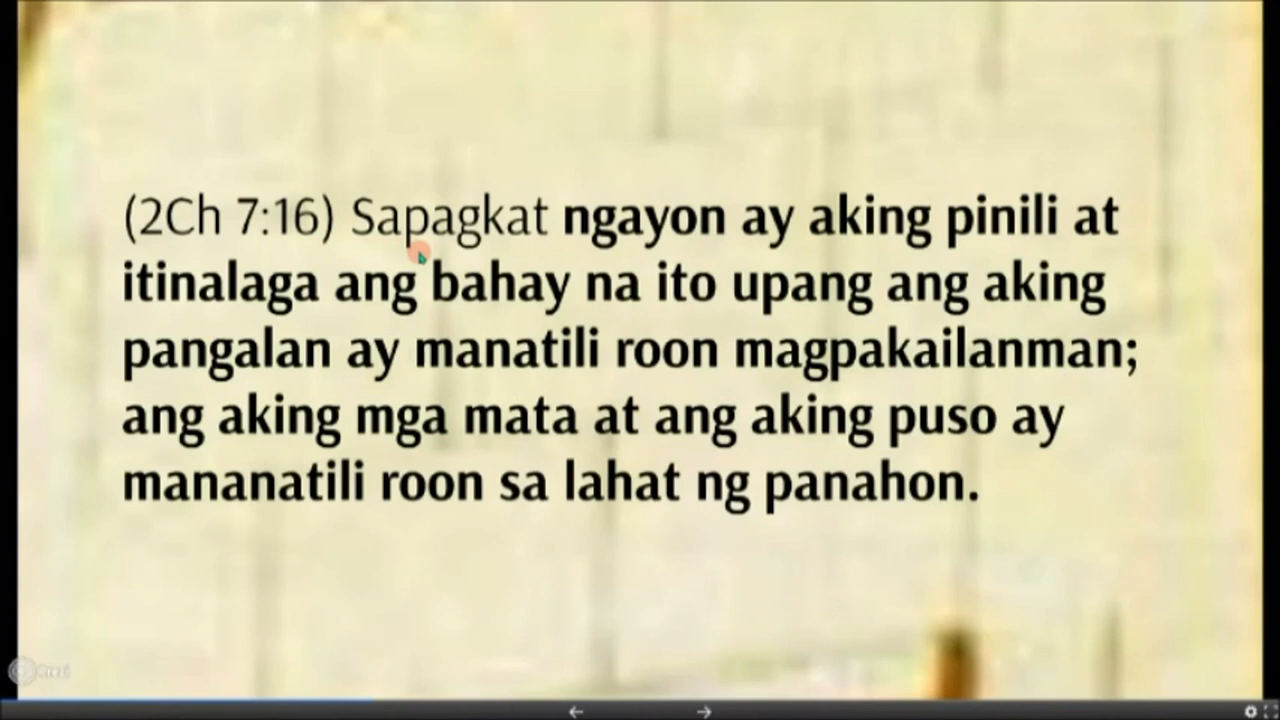 (2Ch 7:16) Sapagkat ngayon ay aking pinili at
itinalaga ang bahay na ito upang ang aking
pangalan ay manatili roon magpakailanman;
ang aking mga mata at ang aking puso ay
mananatili roon sa lahat ng panahon.
Prezi